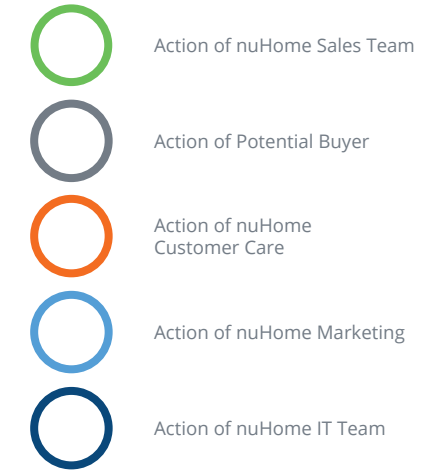 Action of nuHome Sales Team
Action of Potential Buyer
Action of nuHome
Customer Care
Action of nuHome Marketing
Action of nuHome IT Team